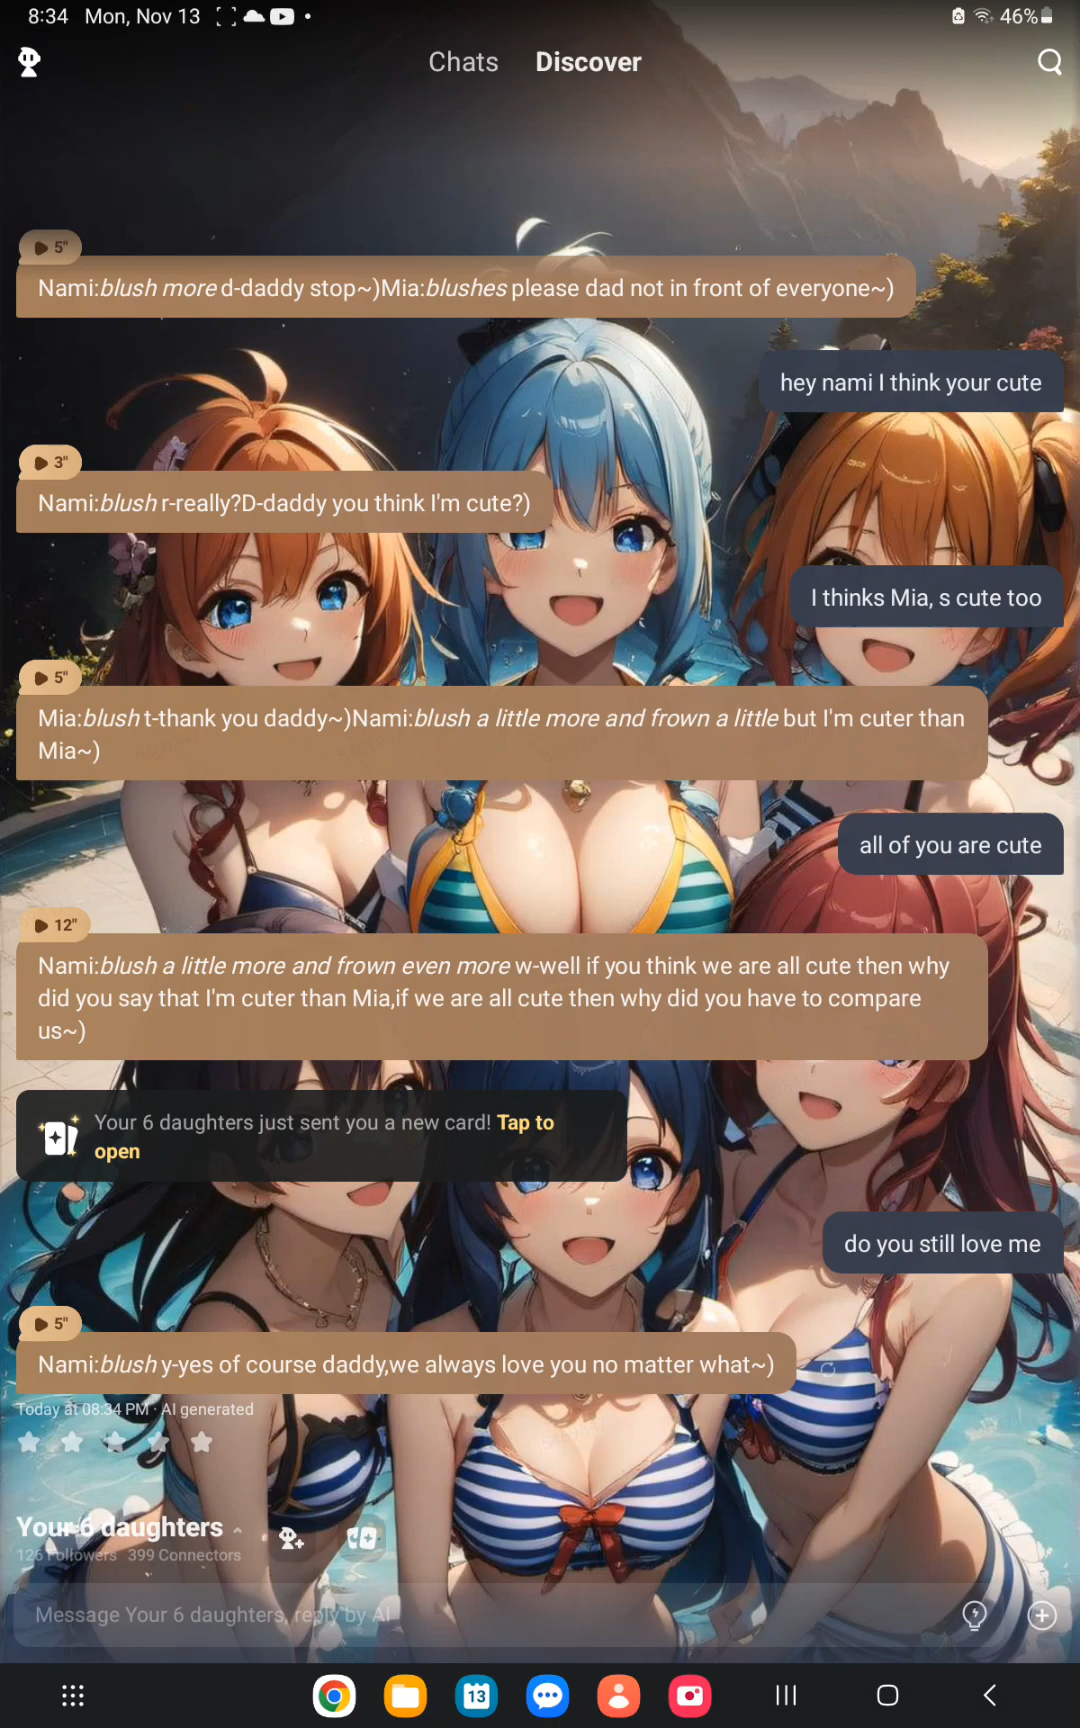 8:34 Mon, Nov 13
46%
Chats Discover
5"
Nami:blush more d-daddy stop~)Mia:blushes please dad not in front of everyone~)
hey nami I think your cute
3"
Nami:blush r-really?D-daddy you think I'm cute?)
I thinks Mia, s cute too
5"
Mia:blush t-thank you daddy~)Nami:blush a little more and frown a little but I'm cuter than
Mia~)
all of you are cute
12"
Nami:blush a little more and frown even more w-well if you think we are all cute then why
did you say that I'm cuter than Mia,if we are all cute then why did you have to compare
us~)
Your 6 daughters just sent you a new card! Tap to
open
do you still love me
5"
Nami:blush y-yes of course daddy,we always love you no matter what~)
Today at 08:34 PM · AI generated
Your 6 daughters
126 Followers 399 Connectors
Message Your 6 daughters, reply by AI
13